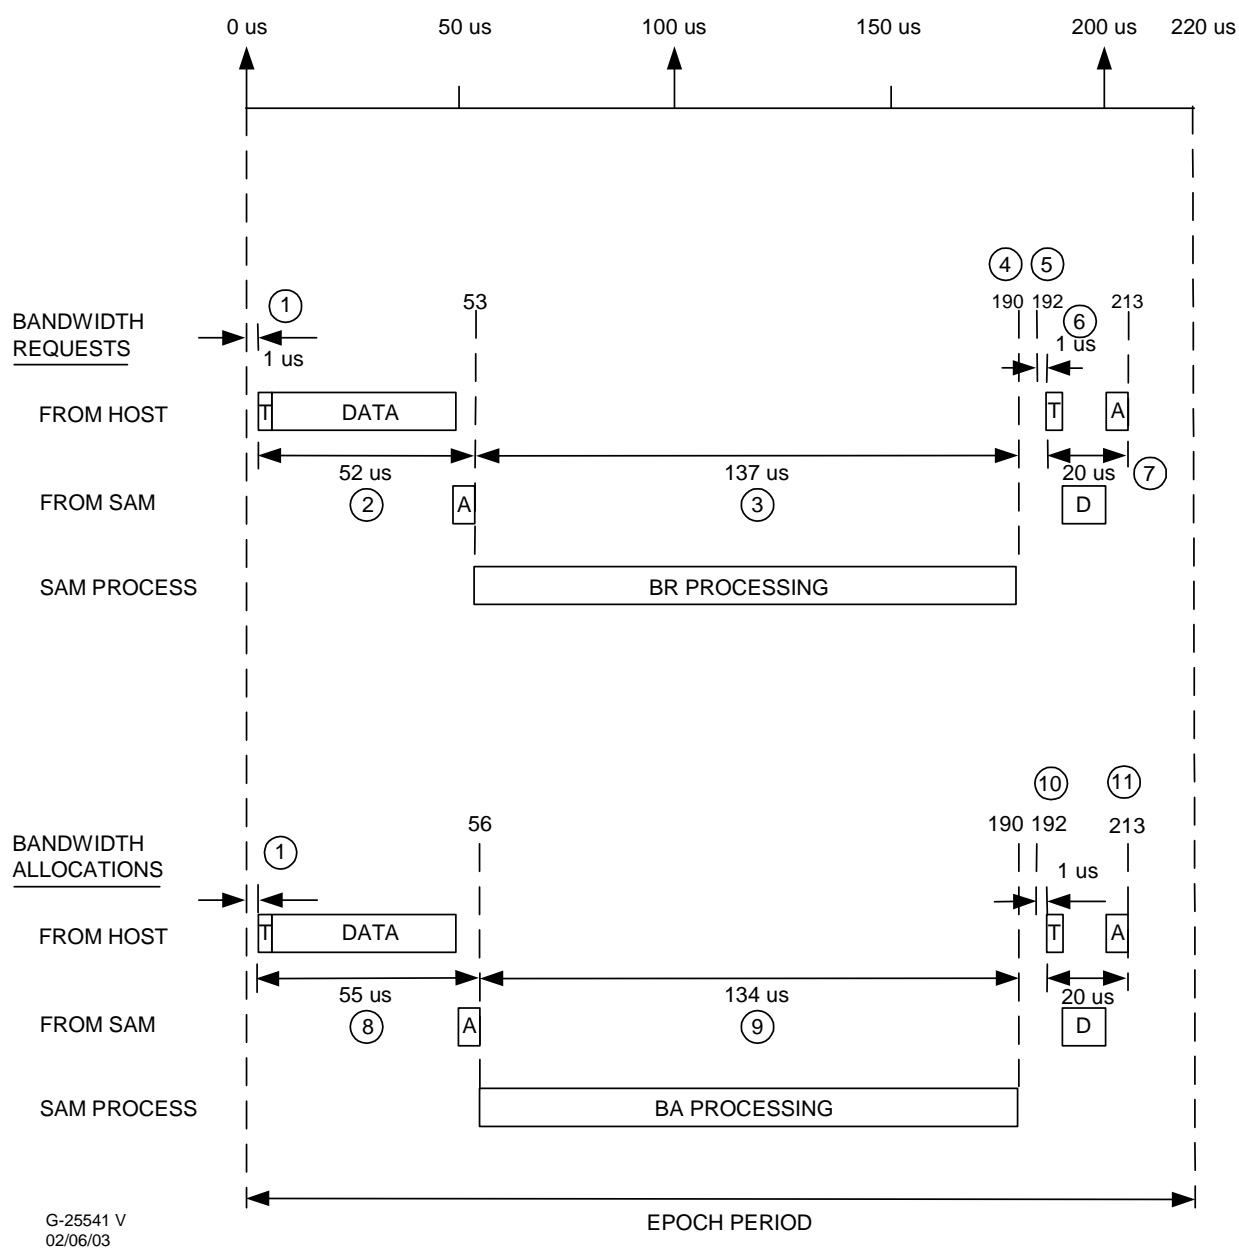 0 us 50 us 100 us 150 us 200 us 220 us
4 5
1 53 190 192 213
BANDWIDTH
REQUESTS
6
1 us 1 us
FROM HOST T DATA T A
52 us 137 us 20 us 7
FROM SAM 2 A 3 D
SAM PROCESS BR PROCESSING
10 11
56 190 192 213
BANDWIDTH
ALLOCATIONS
1 1 us
FROM HOST T DATA T A
55 us 134 us 20 us
FROM SAM 8 A 9 D
SAM PROCESS BA PROCESSING
EPOCH PERIOD
G-25541 V
02/06/03